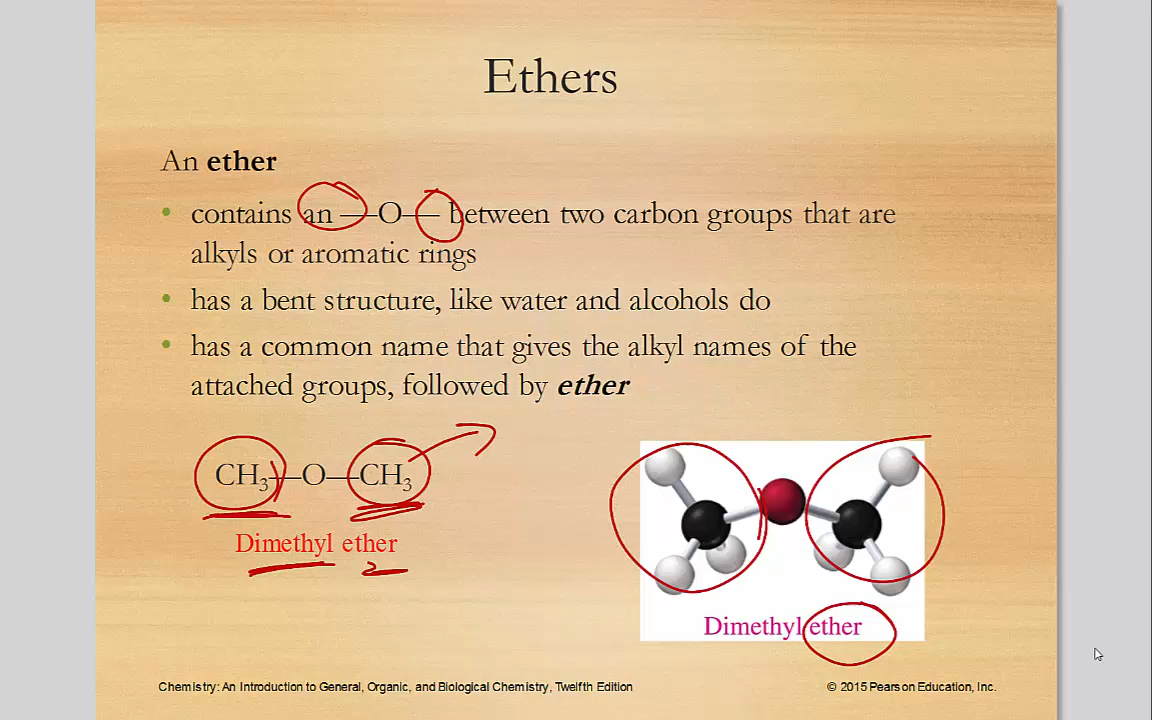 Ethers
An ether
• contains an —O— between two carbon groups that are
alkyls or aromatic rings
• has a bent structure, like water and alcohols do
• has a common name that gives the alkyl names of the
attached groups, followed by ether
CH₃—O—CH₃
Dimethyl ether
Dimethyl ether
Chemistry: An Introduction to General, Organic, and Biological Chemistry, Twelfth Edition
© 2015 Pearson Education, Inc.